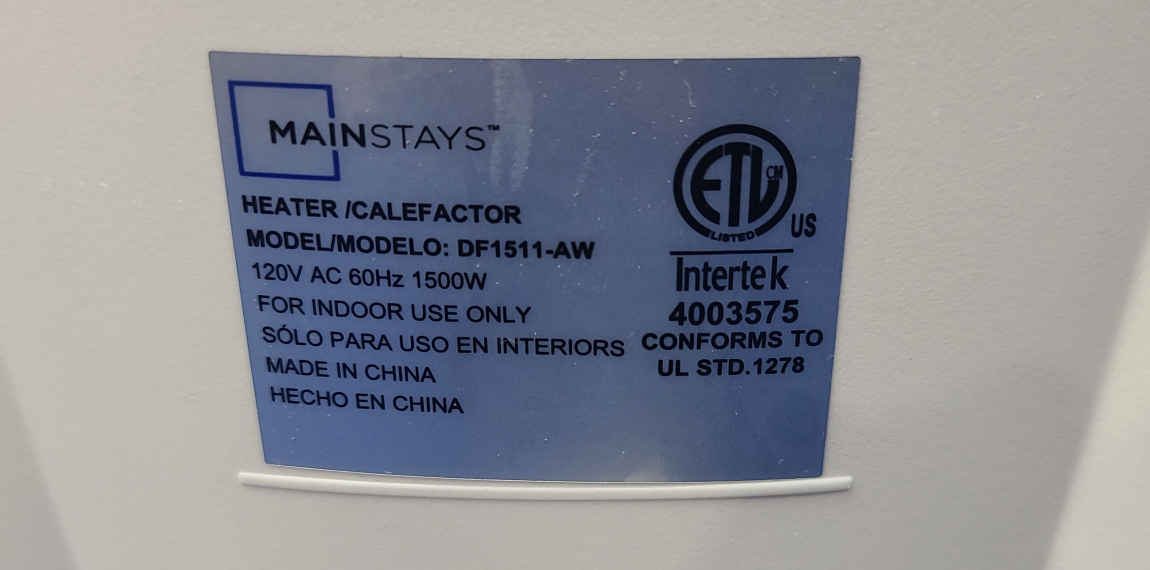 MAINSTAYS™
HEATER /CALEFACTOR
MODEL/MODELO: DF1511-AW
120V AC 60Hz 1500W
FOR INDOOR USE ONLY
SÓLO PARA USO EN INTERIORS
MADE IN CHINA
HECHO EN CHINA
ETL CM
LISTED
US
Intertek
4003575
CONFORMS TO
UL STD.1278